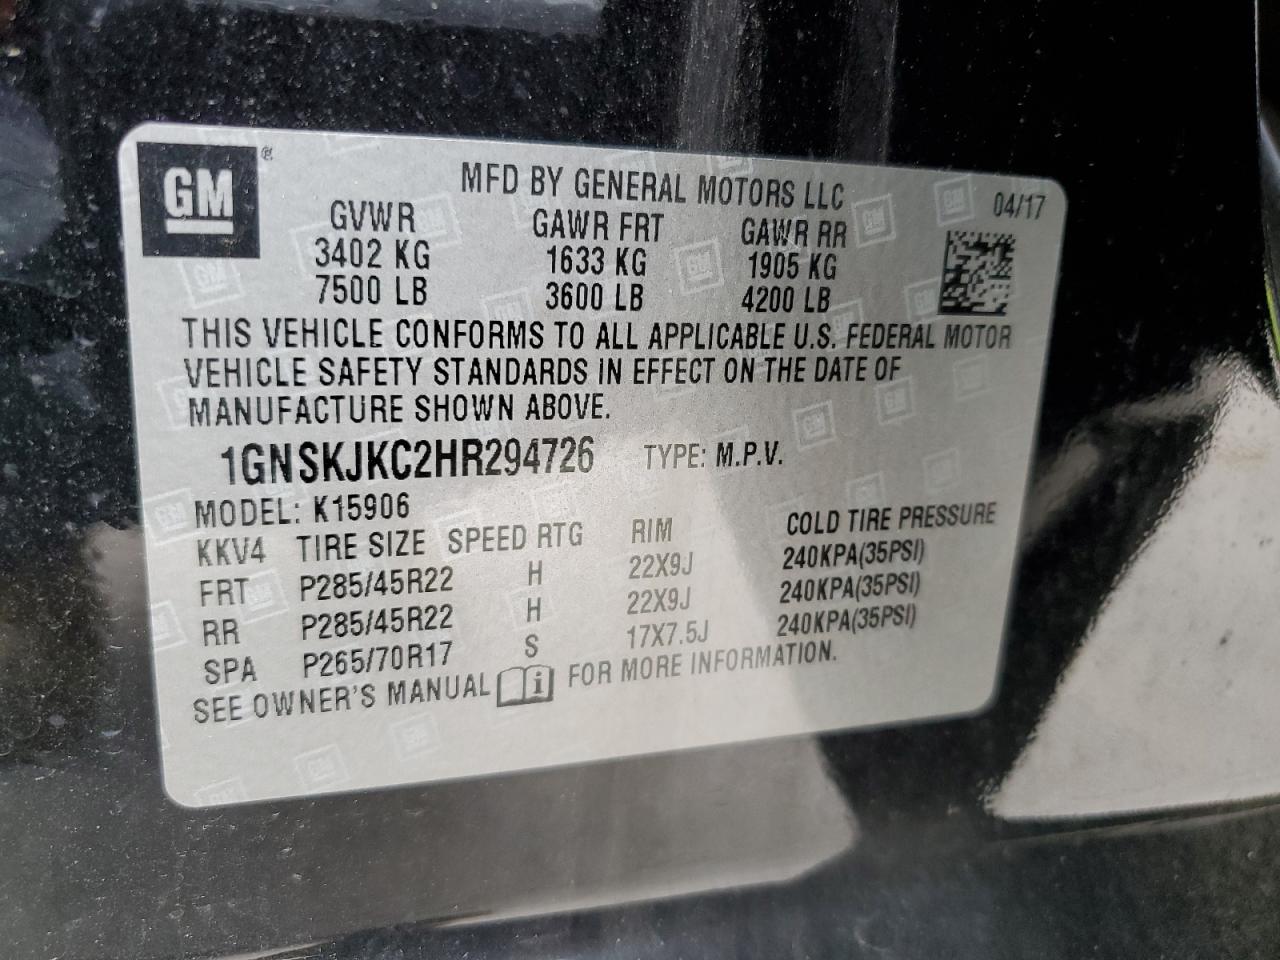 GM ®
MFD BY GENERAL MOTORS LLC
04/17
GVWR GAWR FRT GAWR RR
3402 KG 1633 KG 1905 KG
7500 LB 3600 LB 4200 LB
THIS VEHICLE CONFORMS TO ALL APPLICABLE U.S. FEDERAL MOTOR
VEHICLE SAFETY STANDARDS IN EFFECT ON THE DATE OF
MANUFACTURE SHOWN ABOVE.
1GNSKJKC2HR294726 TYPE: M.P.V.
MODEL: K15906
KKV4 TIRE SIZE SPEED RTG RIM COLD TIRE PRESSURE
FRT P285/45R22 H 22X9J 240KPA(35PSI)
RR P285/45R22 H 22X9J 240KPA(35PSI)
SPA P265/70R17 S 17X7.5J 240KPA(35PSI)
SEE OWNER'S MANUAL i FOR MORE INFORMATION.